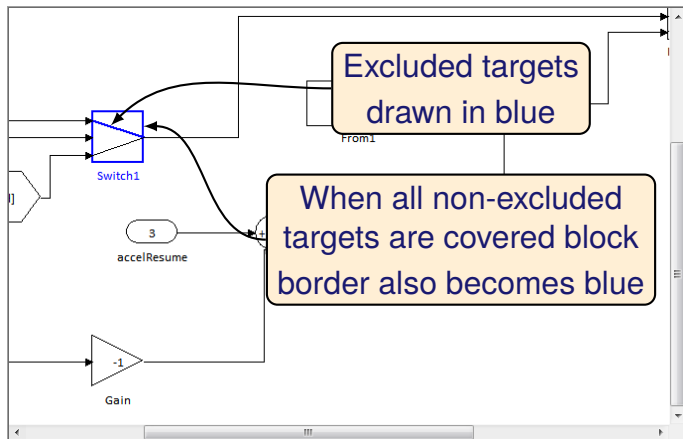 Excluded targets
drawn in blue
From1
Switch1
When all non-excluded
targets are covered block
border also becomes blue
3
accelResume
-1
Gain